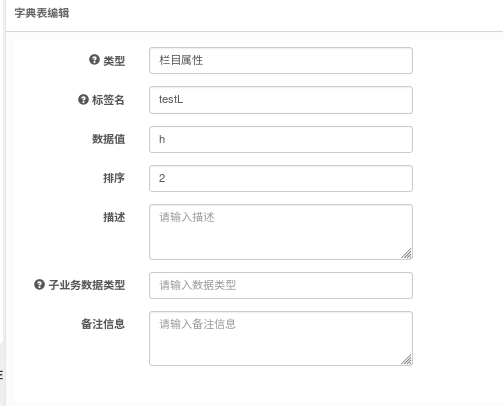 字典表编辑
类型 栏目属性
标签名 testL
数据值 h
排序 2
描述 请输入描述
子业务数据类型 请输入数据类型
备注信息 请输入备注信息